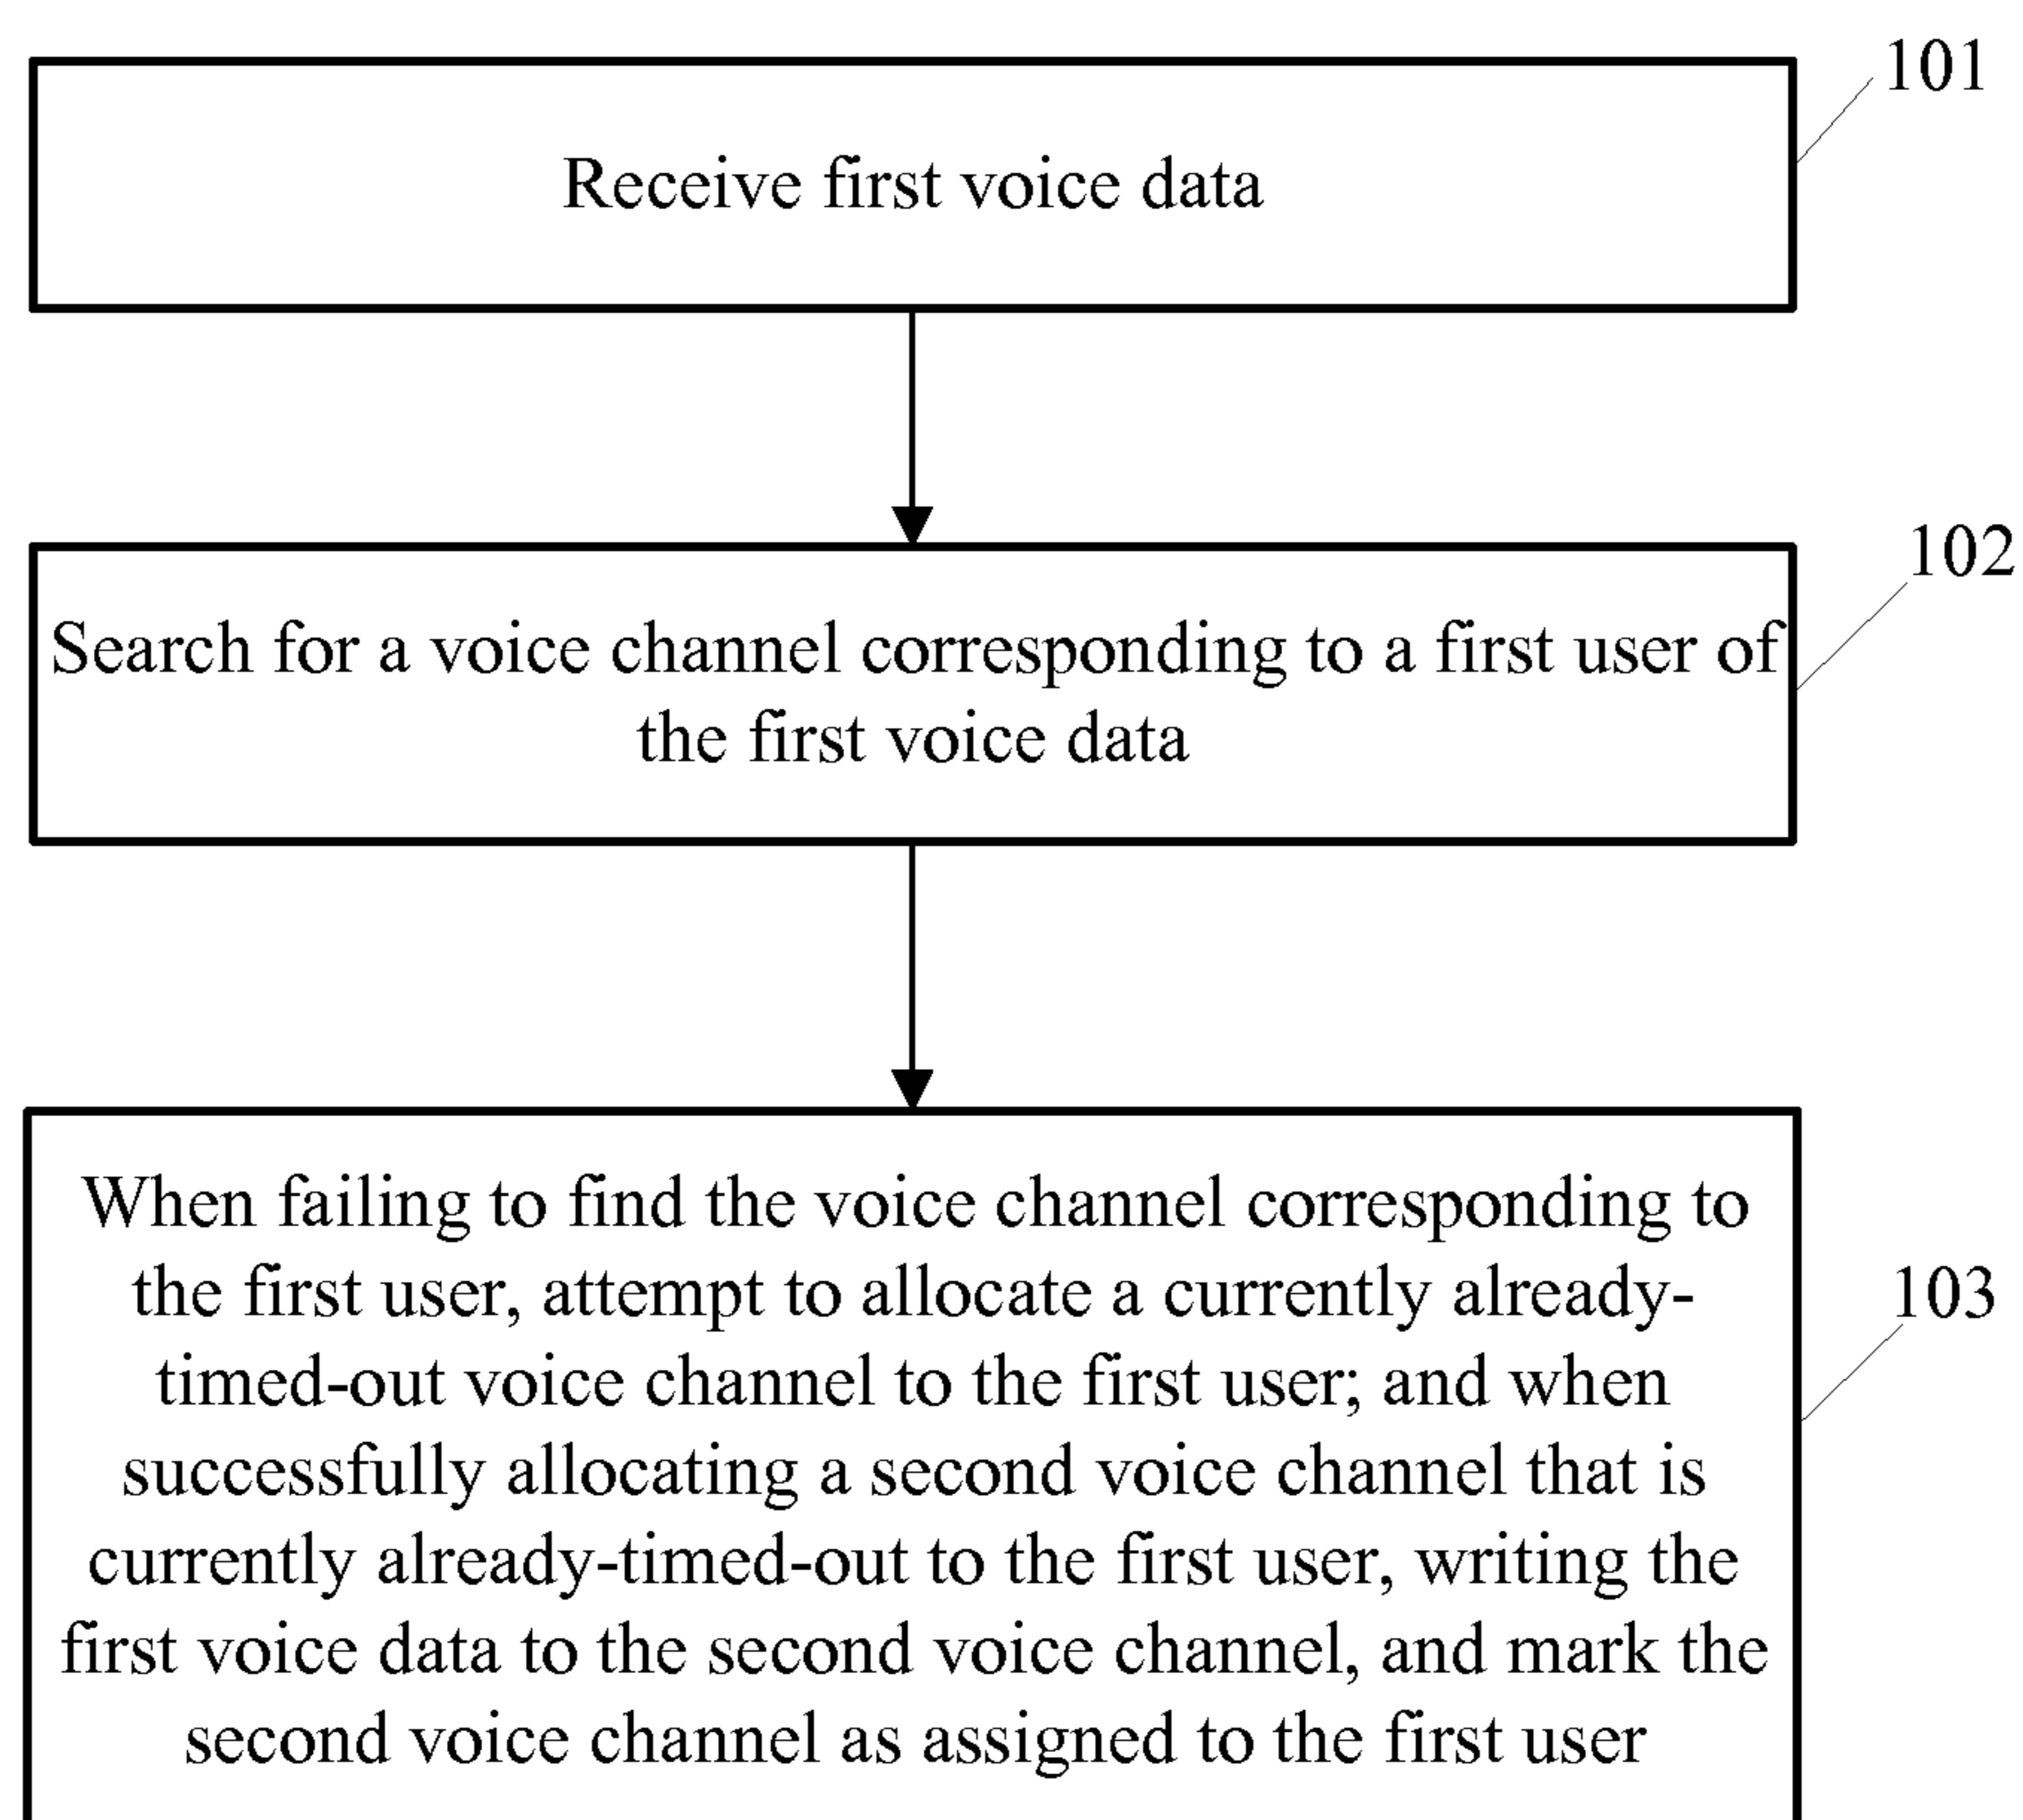 101
Receive first voice data
102
Search for a voice channel corresponding to a first user of
the first voice data
When failing to find the voice channel corresponding to
the first user, attempt to allocate a currently already-
103
timed-out voice channel to the first user; and when
successfully allocating a second voice channel that is
currently already-timed-out to the first user, writing the
first voice data to the second voice channel, and mark the
second voice channel as assigned to the first user